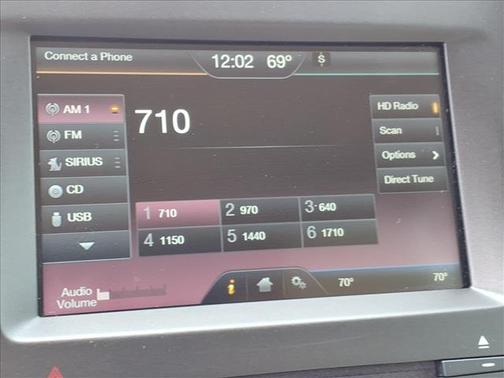 Connect a Phone 12:02 69° S
AM 1 HD Radio
710
FM Scan
SIRIUS Options >
CD Direct Tune
USB
1 710 2 970 3 640
4 1150 5 1440 6 1710
Audio Volume i 70° 70°